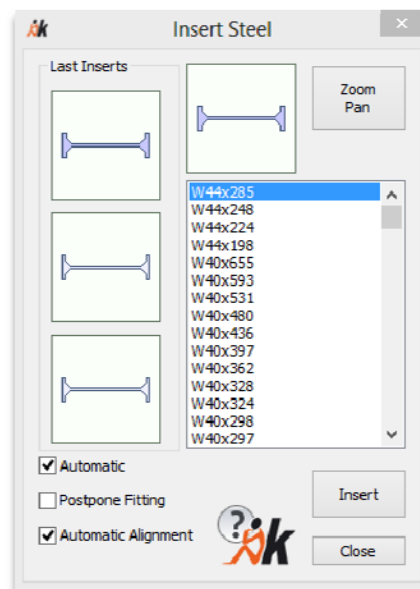 k
Insert Steel
Last Inserts
Zoom
Pan
W44x285
W44x248
W44x224
W44x198
W40x655
W40x593
W40x531
W40x480
W40x436
W40x397
W40x362
W40x328
W40x324
W40x298
W40x297
Automatic
Postpone Fitting
Automatic Alignment
? k
Insert
Close